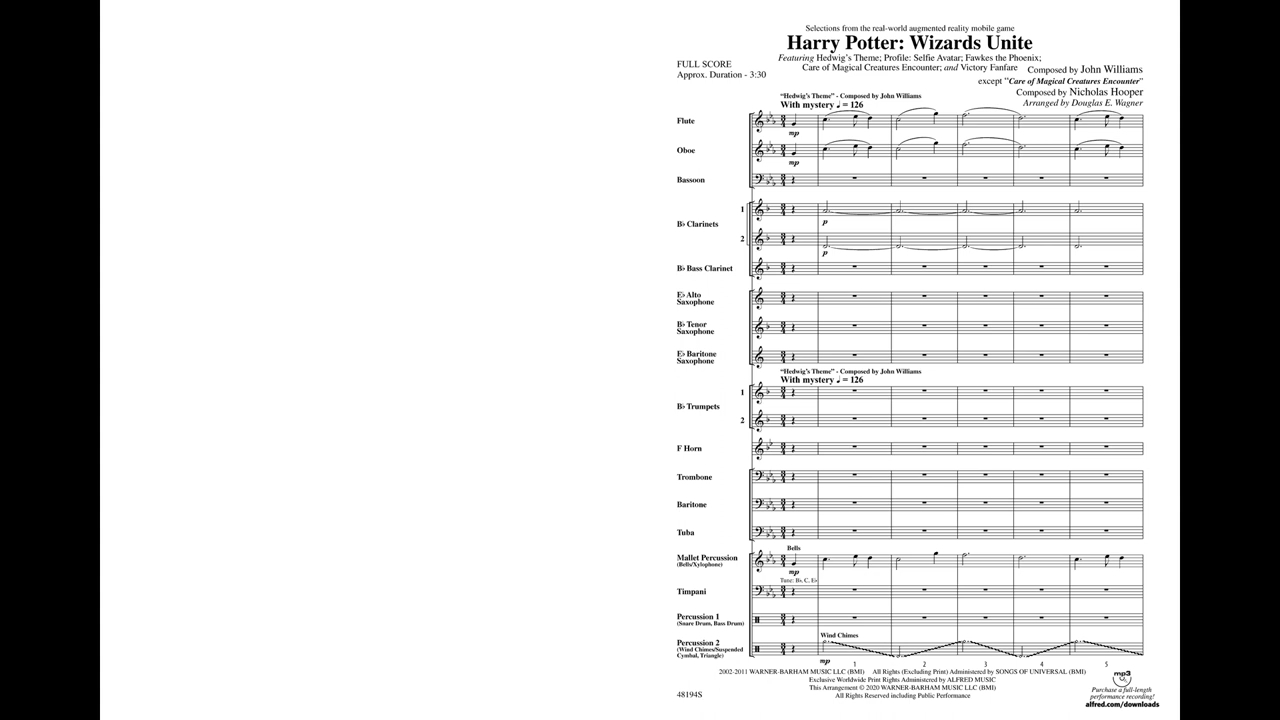 Selections from the real-world augmented reality mobile game
Harry Potter: Wizards Unite
Featuring Hedwig's Theme; Profile: Selfie Avatar; Fawkes the Phoenix;
Care of Magical Creatures Encounter; and Victory Fanfare
FULL SCORE
Approx. Duration - 3:30
Composed by John Williams
except "Care of Magical Creatures Encounter"
Composed by Nicholas Hooper
Arranged by Douglas E. Wagner
"Hedwig's Theme" - Composed by John Williams
With mystery ♩ = 126
Flute
mp
Oboe
mp
Bassoon
1
p
B♭ Clarinets
2
p
B♭ Bass Clarinet
E♭ Alto
Saxophone
B♭ Tenor
Saxophone
E♭ Baritone
Saxophone
"Hedwig's Theme" - Composed by John Williams
With mystery ♩ = 126
1
B♭ Trumpets
2
F Horn
Trombone
Baritone
Tuba
Bells
Mallet Percussion
(Bells/Xylophone)
mp
Tune: B♭, C, E♭
Timpani
Percussion 1
(Snare Drum, Bass Drum)
Wind Chimes
Percussion 2
(Wind Chimes/Suspended
Cymbal, Triangle)
mp
1 2 3 4 5
2002-2011 WARNER-BARHAM MUSIC LLC (BMI) All Rights (Excluding Print) Administered by SONGS OF UNIVERSAL (BMI)
Exclusive Worldwide Print Rights Administered by ALFRED MUSIC
This Arrangement © 2020 WARNER-BARHAM MUSIC LLC (BMI)
All Rights Reserved including Public Performance
48194S
mp3
Purchase a full-length
performance recording!
alfred.com/downloads